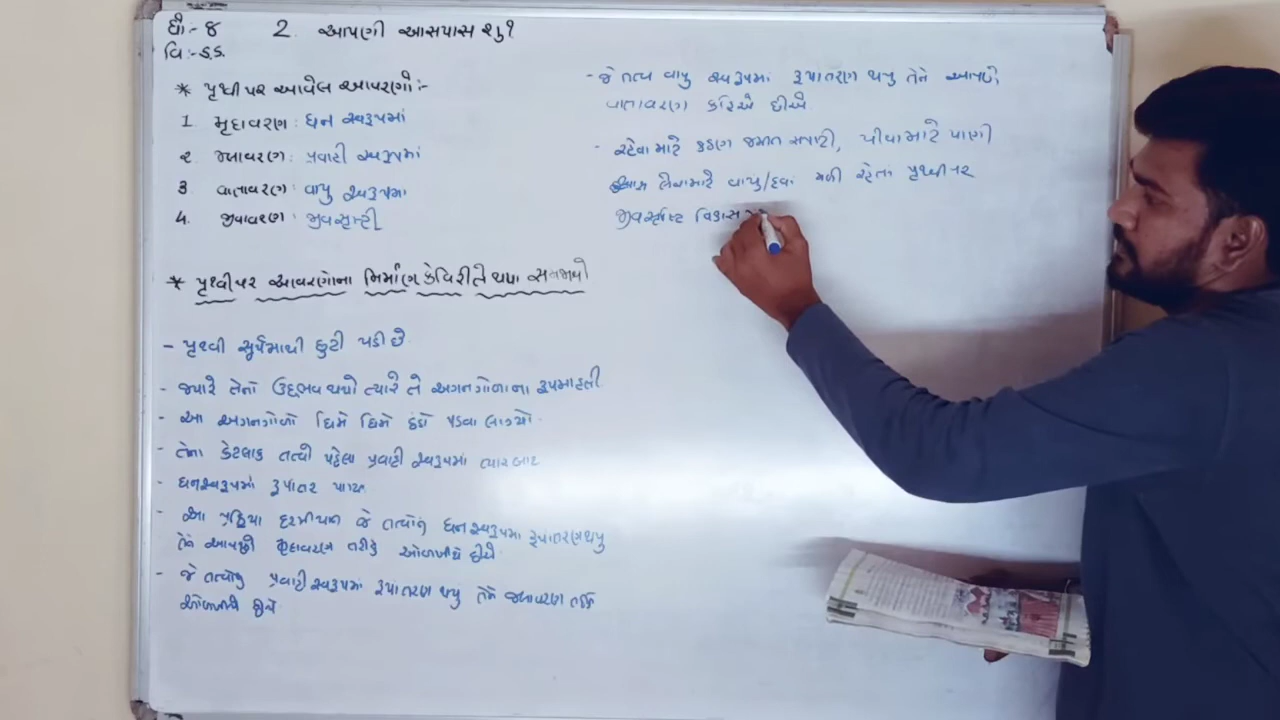 ધો:- ૪
વિ:- S.S.
2. આપણી આસપાસ શું?
* પૃથ્વી પર આવેલ આવરણો:-
1. મૃદાવરણ : ઘન સ્વરૂપમાં
૨. જલાવરણ : પ્રવાહી સ્વરૂપમાં
3 વાતાવરણ : વાયુ સ્વરૂપમા
4. જીવાવરણ : જીવસૃષ્ટી
* પૃથ્વી પર આવરણોના નિર્માણ કેવિ રીતે થયા સમજાવો
- પૃથ્વી સૂર્યમાથી છુટી પડી છે
- જ્યારે તેનો ઉદ્દભવ થયો ત્યારે તે અગનગોળાના રૂપમા હતી
- આ અગનગોળો ધિમે ધિમે ઠંડો પડવા લાગ્યો.
- તેના કેટલાક તત્વો પહેલા પ્રવાહી સ્વરૂપમાં ત્યારબાદ
- ઘનસ્વરૂપમાં રૂપાંતર
- આ પ્રક્રિયા દરમીયાન જે તત્વોનુ ઘન સ્વરૂપમા રૂપાંતરણ થયુ
તેને આપણે મૃદાવરણ તરીકે ઓળખીયે છીયે.
- જે તત્વોનુ પ્રવાહી સ્વરૂપમાં રૂપાંતરણ થયુ તેને જલાવરણ તરીકે
ઓળખીયે છીયે
- જે તત્વ વાયુ સ્વરૂપમાં રૂપાંતરણ થયુ તેને આપણે
વાતાવરણ કહિએ છીએ.
- રહેવા માટે કઠણ જમીન સપાટી, પીવા માટે પાણી
શ્વાસ લેવા માટે વાયુ/હવા મળી રહેતાં પૃથ્વી પર
જીવસૃષ્ટિ વિકાસ